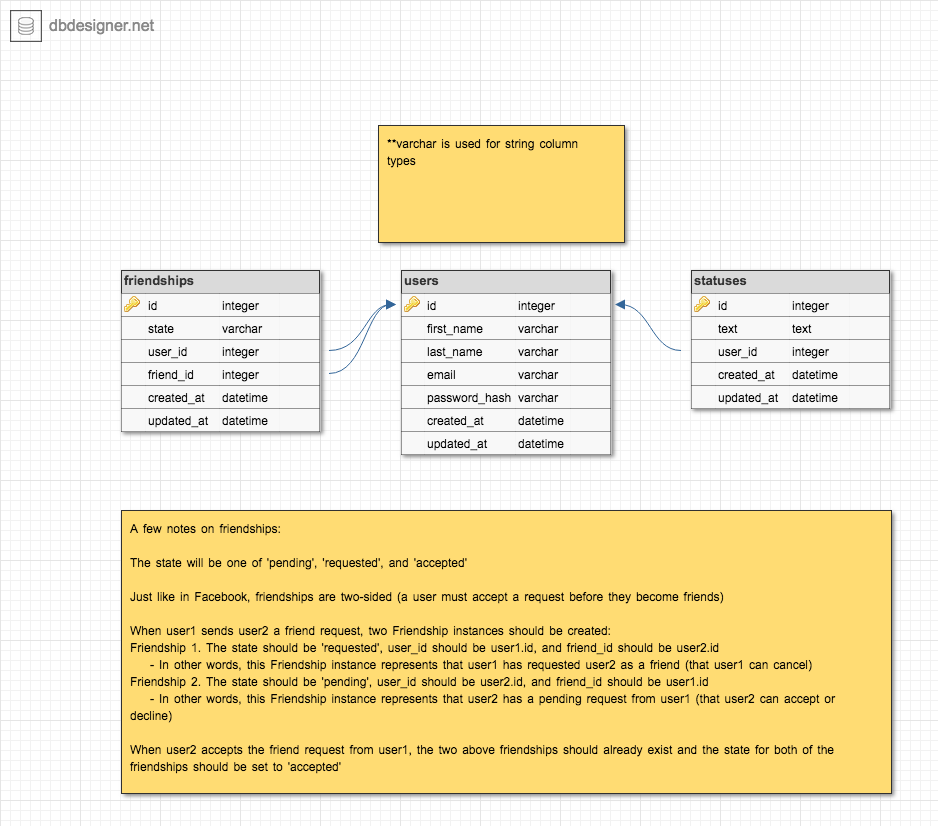 dbdesigner.net
**varchar is used for string column
types
friendships
id integer
state varchar
user_id integer
friend_id integer
created_at datetime
updated_at datetime
users
id integer
first_name varchar
last_name varchar
email varchar
password_hash varchar
created_at datetime
updated_at datetime
statuses
id integer
text text
user_id integer
created_at datetime
updated_at datetime
A few notes on friendships:
The state will be one of 'pending', 'requested', and 'accepted'
Just like in Facebook, friendships are two-sided (a user must accept a request before they become friends)
When user1 sends user2 a friend request, two Friendship instances should be created:
Friendship 1. The state should be 'requested', user_id should be user1.id, and friend_id should be user2.id
- In other words, this Friendship instance represents that user1 has requested user2 as a friend (that user1 can cancel)
Friendship 2. The state should be 'pending', user_id should be user2.id, and friend_id should be user1.id
- In other words, this Friendship instance represents that user2 has a pending request from user1 (that user2 can accept or
decline)
When user2 accepts the friend request from user1, the two above friendships should already exist and the state for both of the
friendships should be set to 'accepted'